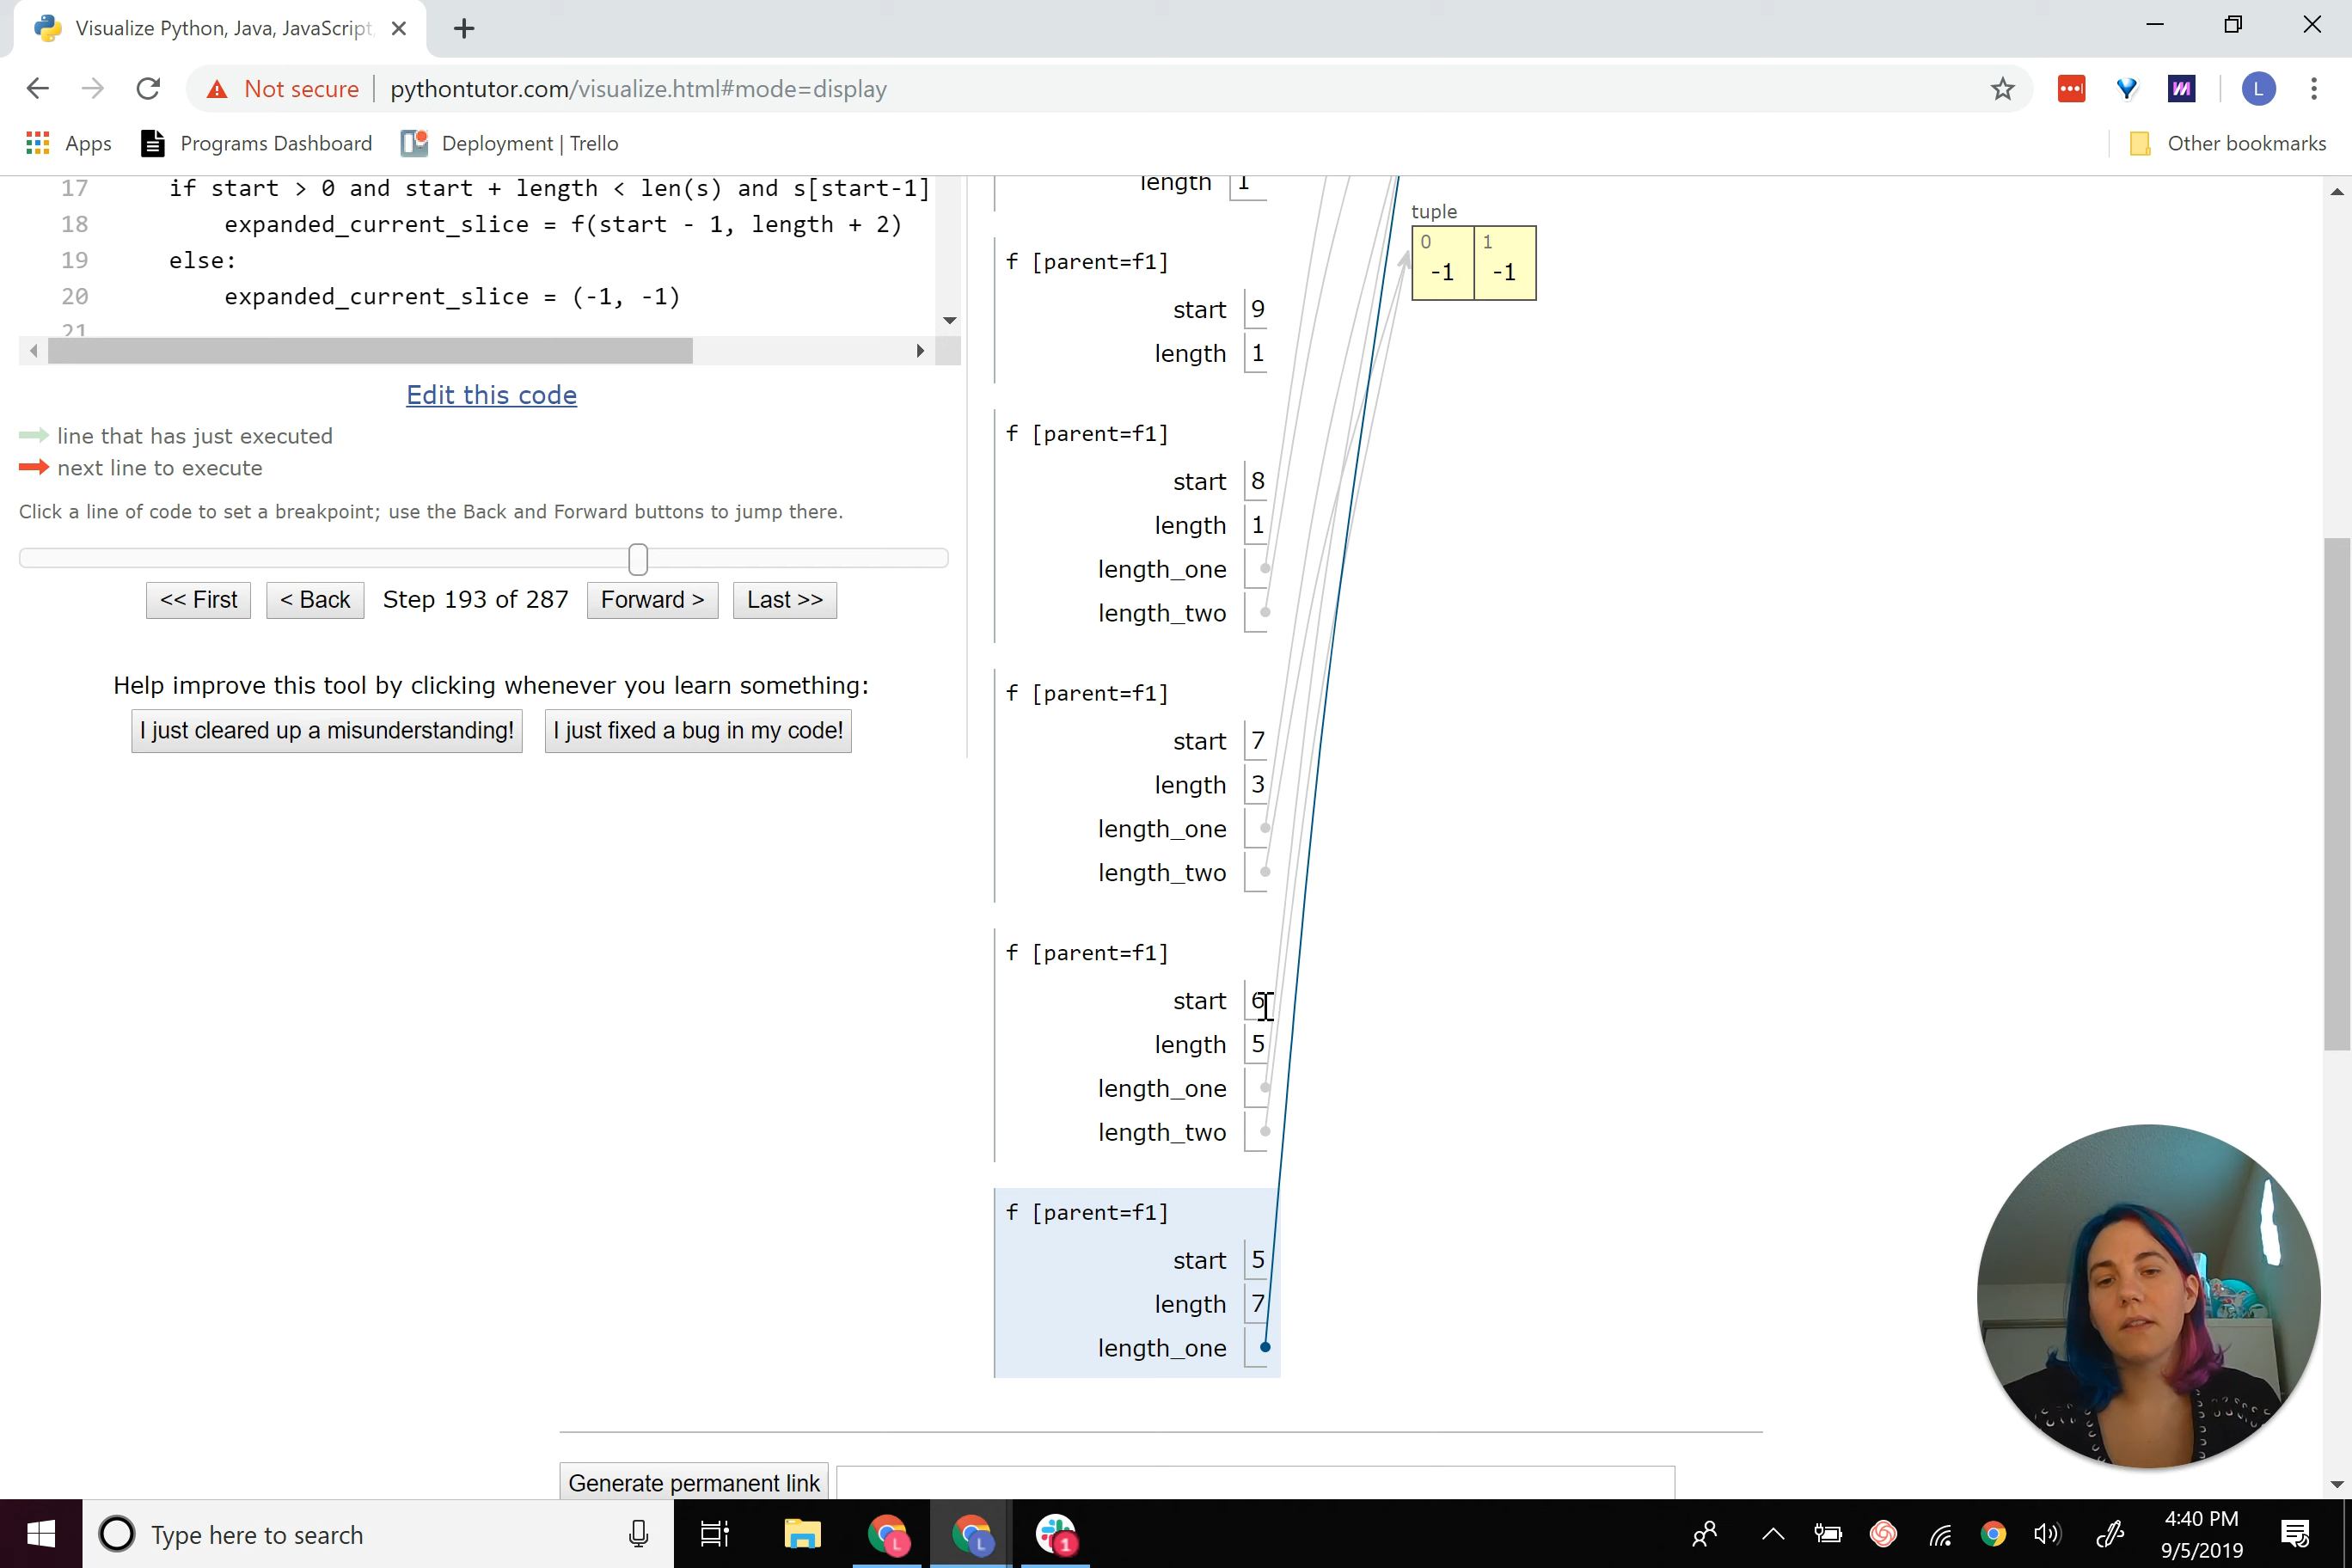 Visualize Python, Java, JavaScript,
Not secure
pythontutor.com/visualize.html#mode=display
L
Apps
Programs Dashboard
Deployment | Trello
Other bookmarks
17 if start > 0 and start + length < len(s) and s[start-1]
18 expanded_current_slice = f(start - 1, length + 2)
19 else:
20 expanded_current_slice = (-1, -1)
21
Edit this code
line that has just executed
next line to execute
Click a line of code to set a breakpoint; use the Back and Forward buttons to jump there.
<< First
< Back
Step 193 of 287
Forward >
Last >>
Help improve this tool by clicking whenever you learn something:
I just cleared up a misunderstanding!
I just fixed a bug in my code!
length 1
f [parent=f1]
start 9
length 1
f [parent=f1]
start 8
length 1
length_one
length_two
f [parent=f1]
start 7
length 3
length_one
length_two
f [parent=f1]
start 6
length 5
length_one
length_two
f [parent=f1]
start 5
length 7
length_one
tuple
0 1
-1 -1
Generate permanent link
Type here to search
L
L
1
4:40 PM
9/5/2019